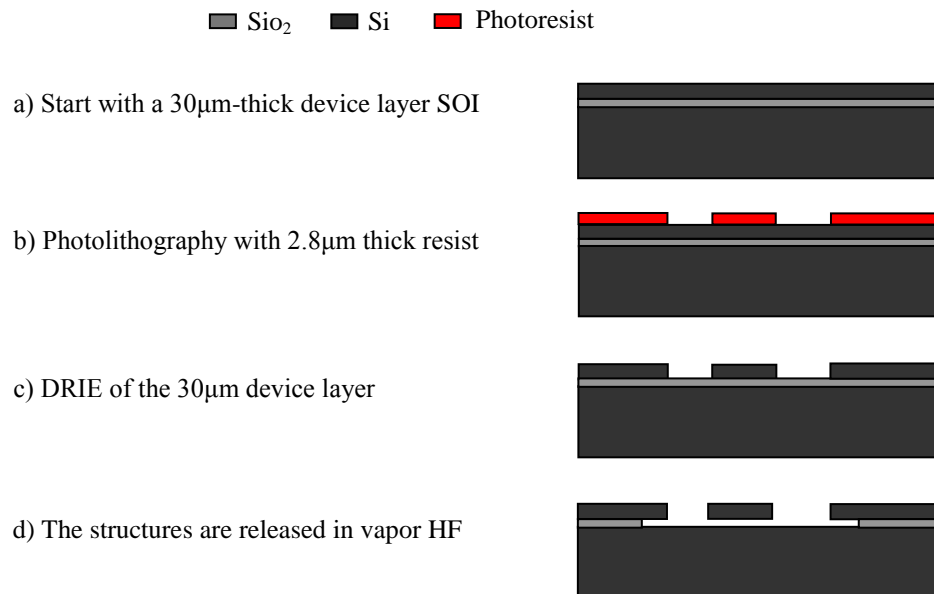 Sio₂ Si Photoresist
a) Start with a 30μm-thick device layer SOI
b) Photolithography with 2.8μm thick resist
c) DRIE of the 30μm device layer
d) The structures are released in vapor HF